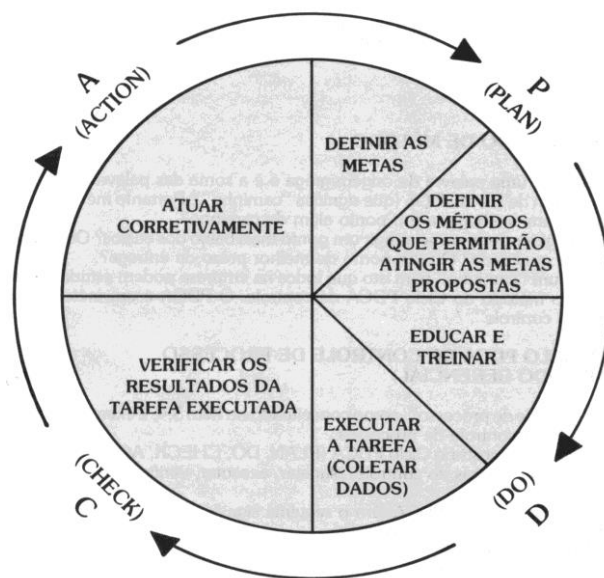 A
(ACTION)
P
(PLAN)
DEFINIR AS
METAS
DEFINIR
OS MÉTODOS
QUE PERMITIRÃO
ATINGIR AS METAS
PROPOSTAS
ATUAR
CORRETIVAMENTE
EDUCAR E
TREINAR
VERIFICAR OS
RESULTADOS DA
TAREFA EXECUTADA
EXECUTAR
A TAREFA
(COLETAR
DADOS)
(CHECK)
C
(DO)
D